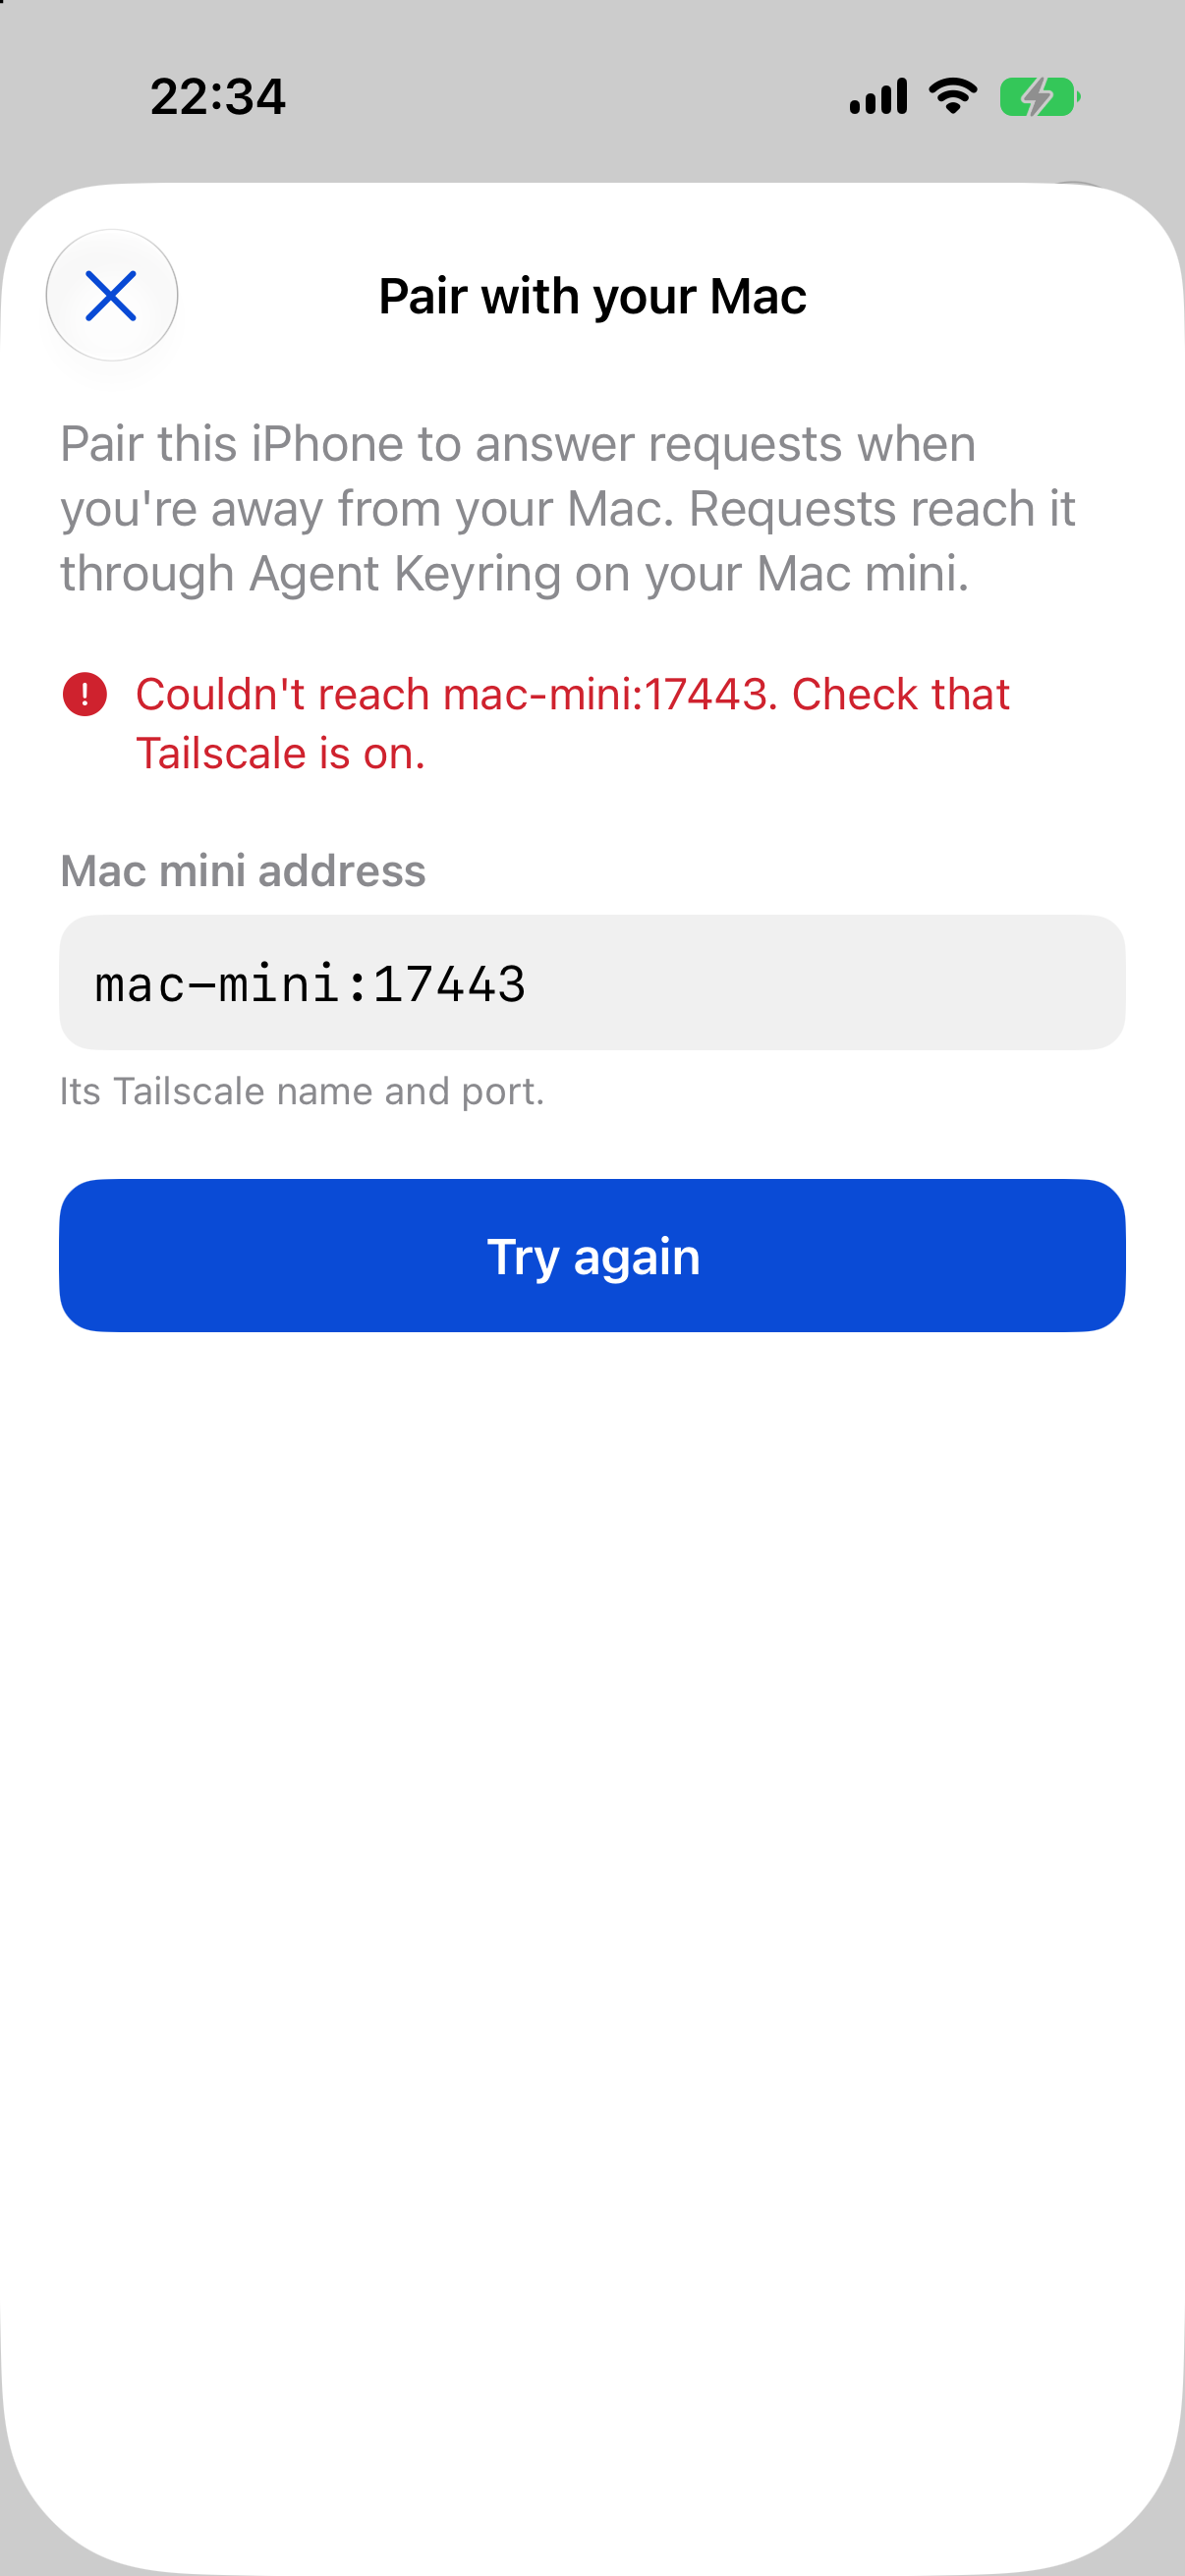 22:34
Pair with your Mac
Pair this iPhone to answer requests when
you're away from your Mac. Requests reach it
through Agent Keyring on your Mac mini.
Couldn't reach mac-mini:17443. Check that
Tailscale is on.
Mac mini address
mac-mini:17443
Its Tailscale name and port.
Try again